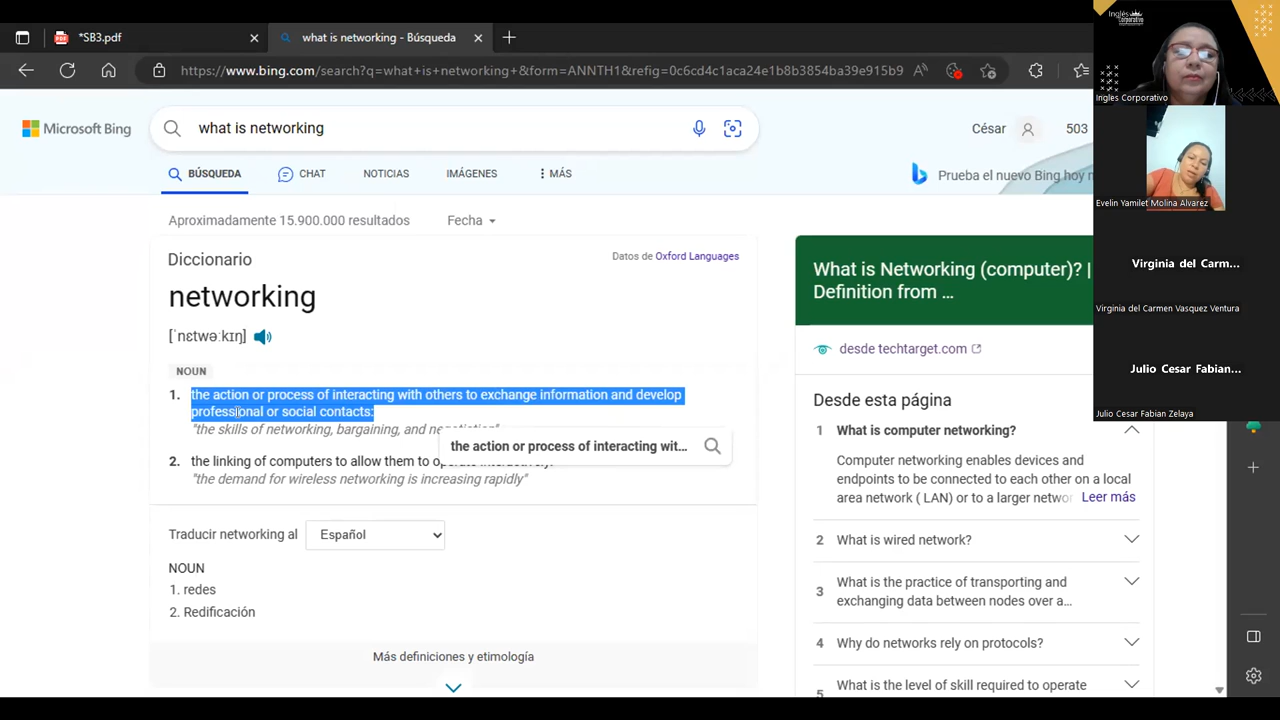 *SB3.pdf
what is networking - Búsqueda
https://www.bing.com/search?q=what+is+networking+&form=ANNTH1&refig=0c6cd4c1aca24e1b8b3854ba39e915b9
Microsoft Bing
what is networking
César
503
BÚSQUEDA
CHAT
NOTICIAS
IMÁGENES
MÁS
Prueba el nuevo Bing hoy
Aproximadamente 15.900.000 resultados
Fecha
Diccionario
Datos de Oxford Languages
networking
[ˈnɛtwəːkɪŋ]
NOUN
1. the action or process of interacting with others to exchange information and develop
professional or social contacts:
"the skills of networking, bargaining, and negotiation"
the action or process of interacting wit...
2. the linking of computers to allow them to operate interactively:
"the demand for wireless networking is increasing rapidly"
Traducir networking al
Español
NOUN
1. redes
2. Redificación
Más definiciones y etimología
What is Networking (computer)? |
Definition from ...
desde techtarget.com
Desde esta página
1 What is computer networking?
Computer networking enables devices and
endpoints to be connected to each other on a local
area network ( LAN) or to a larger netwo
Leer más
2 What is wired network?
3 What is the practice of transporting and
exchanging data between nodes over a...
4 Why do networks rely on protocols?
5 What is the level of skill required to operate
Inglés
Corporativo
Ingles Corporativo
Evelin Yamilet Molina Alvarez
Virginia del Carm...
Virginia del Carmen Vasquez Ventura
Julio Cesar Fabian...
Julio Cesar Fabian Zelaya